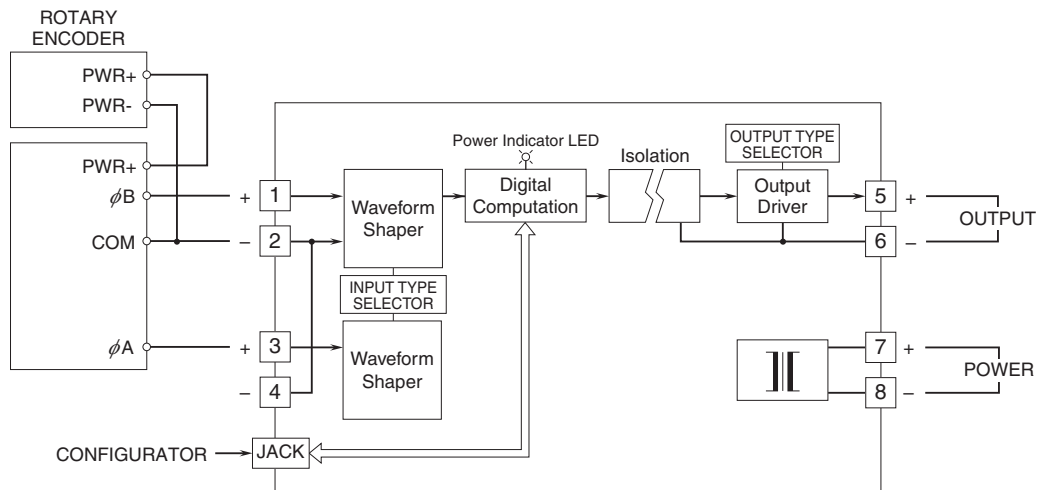 ROTARY
ENCODER
PWR+
PWR-
PWR+
ϕB
COM
ϕA
+ 1
– 2
+ 3
– 4
CONFIGURATOR
JACK
Waveform
Shaper
INPUT TYPE
SELECTOR
Waveform
Shaper
Power Indicator LED
Digital
Computation
Isolation
OUTPUT TYPE
SELECTOR
Output
Driver
5 +
6 –
OUTPUT
7 +
8 –
POWER